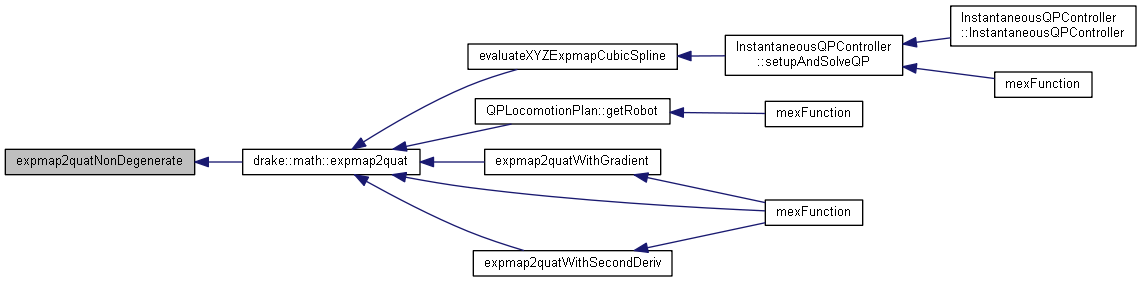 expmap2quatNonDegenerate
drake::math::expmap2quat
evaluateXYZExpmapCubicSpline
QPLocomotionPlan::getRobot
expmap2quatWithGradient
expmap2quatWithSecondDeriv
InstantaneousQPController
::setupAndSolveQP
mexFunction
mexFunction
InstantaneousQPController
::InstantaneousQPController
mexFunction